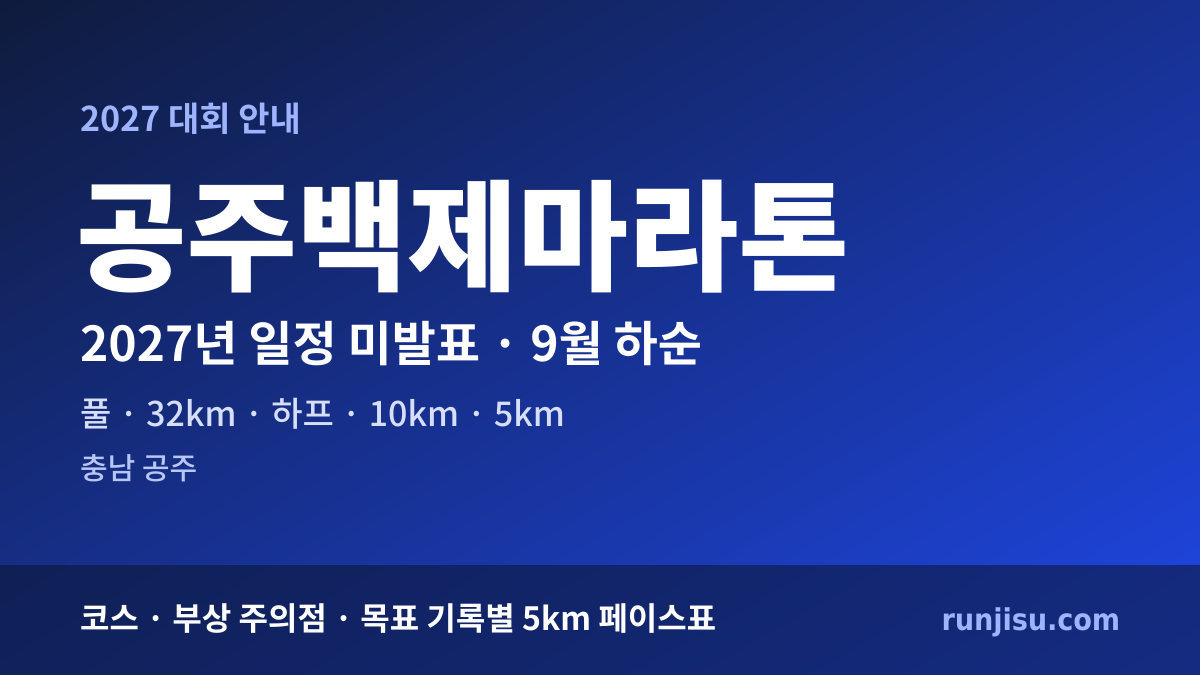 2027 대회 안내
공주백제마라톤
2027년 일정 미발표 · 9월 하순
풀 · 32km · 하프 · 10km · 5km
충남 공주
코스 · 부상 주의점 · 목표 기록별 5km 페이스표
runjisu.com